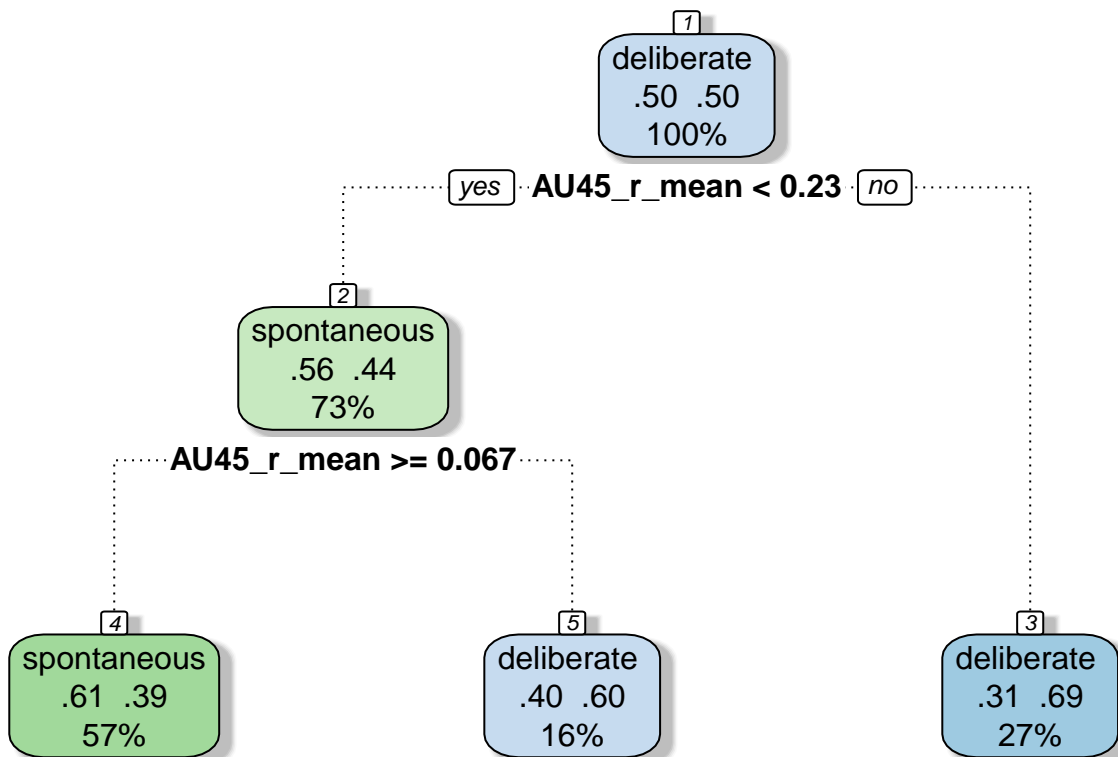 1
deliberate
.50 .50
100%
yes AU45_r_mean < 0.23 no
2
spontaneous
.56 .44
73%
AU45_r_mean >= 0.067
4
spontaneous
.61 .39
57%
5
deliberate
.40 .60
16%
3
deliberate
.31 .69
27%